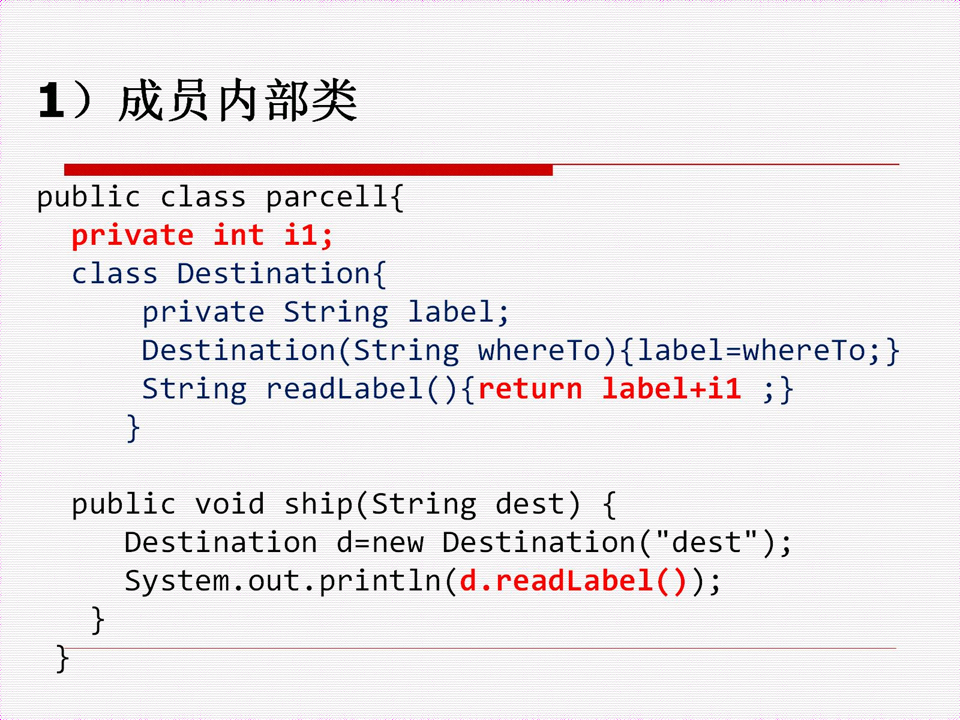 1）成员内部类
public class parcell{
private int i1;
class Destination{
private String label;
Destination(String whereTo){label=whereTo;}
String readLabel(){return label+i1 ;}
}
public void ship(String dest) {
Destination d=new Destination("dest");
System.out.println(d.readLabel());
}
}